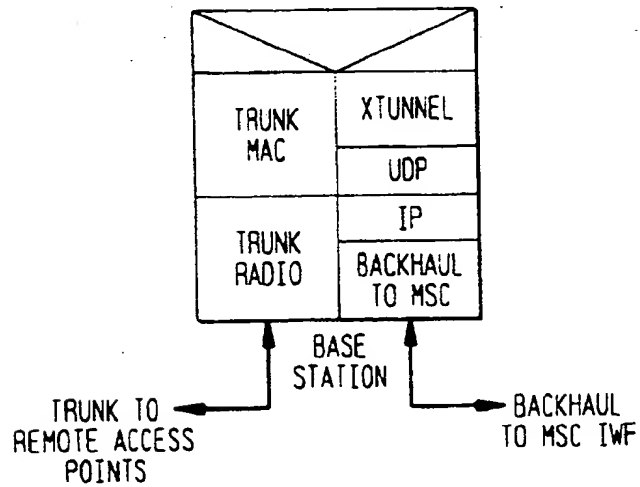 TRUNK
MAC
XTUNNEL
UDP
TRUNK
RADIO
IP
BACKHAUL
TO MSC
BASE
STATION
TRUNK TO
REMOTE ACCESS
POINTS
BACKHAUL
TO MSC IWF